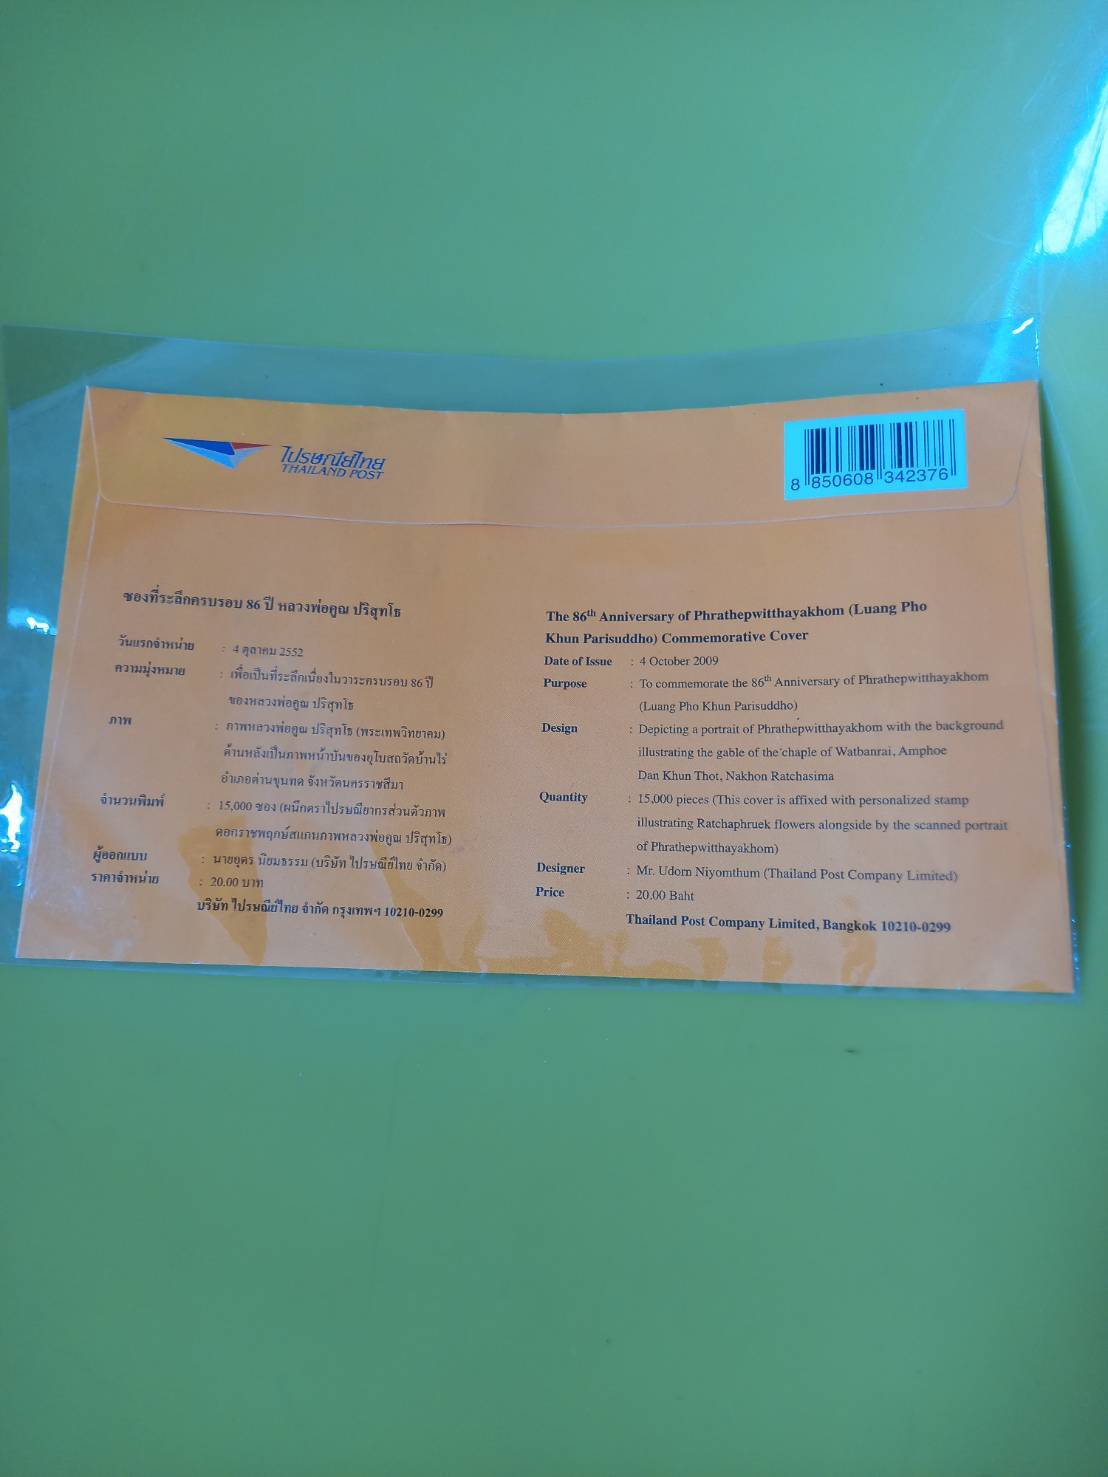 ไปรษณีย์ไทย
THAILAND POST
8 850608 342376
ซองที่ระลึกครบรอบ 86 ปี หลวงพ่อคูณ ปริสุทโธ
วันแรกจำหน่าย : 4 ตุลาคม 2552
ความมุ่งหมาย : เพื่อเป็นที่ระลึกเนื่องในวาระครบรอบ 86 ปี
ของหลวงพ่อคูณ ปริสุทโธ
ภาพ : ภาพหลวงพ่อคูณ ปริสุทโธ (พระเทพวิทยาคม)
ด้านหลังเป็นภาพหน้าบันของอุโบสถวัดบ้านไร่
อำเภอด่านขุนทด จังหวัดนครราชสีมา
จำนวนพิมพ์ : 15,000 ซอง (ผนึกตราไปรษณียากรส่วนตัวภาพ
ดอกราชพฤกษ์สแกนภาพหลวงพ่อคูณ ปริสุทโธ)
ผู้ออกแบบ : นายอุดร นิยมธรรม (บริษัท ไปรษณีย์ไทย จำกัด)
ราคาจำหน่าย : 20.00 บาท
บริษัท ไปรษณีย์ไทย จำกัด กรุงเทพฯ 10210-0299
The 86th Anniversary of Phrathepwitthayakhom (Luang Pho
Khun Parisuddho) Commemorative Cover
Date of Issue : 4 October 2009
Purpose : To commemorate the 86th Anniversary of Phrathepwitthayakhom
(Luang Pho Khun Parisuddho)
Design : Depicting a portrait of Phrathepwitthayakhom with the background
illustrating the gable of the chaple of Watbanrai, Amphoe
Dan Khun Thot, Nakhon Ratchasima
Quantity : 15,000 pieces (This cover is affixed with personalized stamp
illustrating Ratchaphruek flowers alongside by the scanned portrait
of Phrathepwitthayakhom)
Designer : Mr. Udorn Niyomthum (Thailand Post Company Limited)
Price : 20.00 Baht
Thailand Post Company Limited, Bangkok 10210-0299